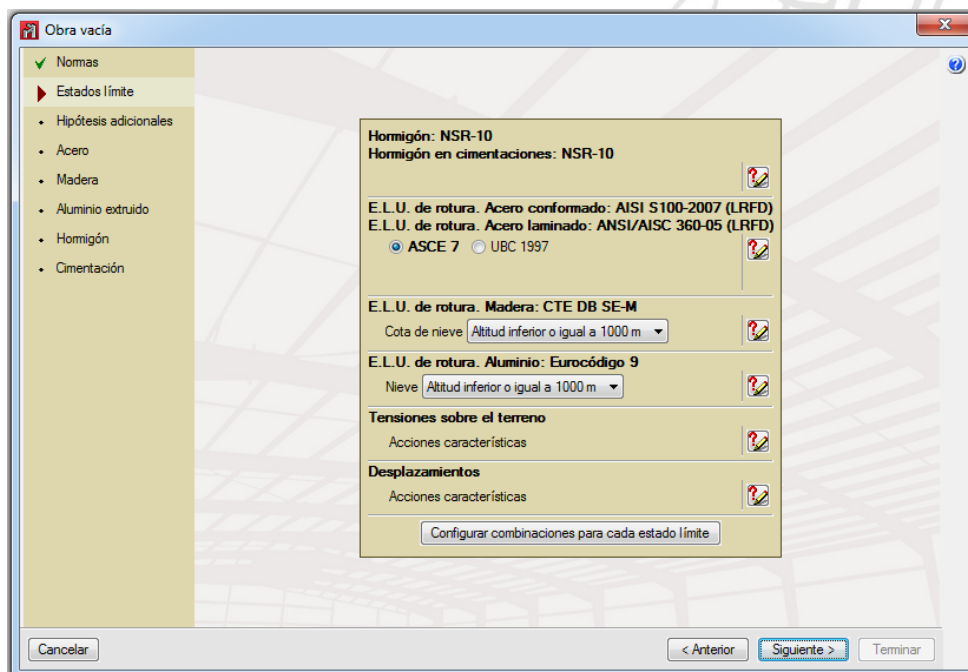 Obra vacía
Normas
Estados límite
Hipótesis adicionales
Acero
Madera
Aluminio extruido
Hormigón
Cimentación
Hormigón: NSR-10
Hormigón en cimentaciones: NSR-10
E.L.U. de rotura. Acero conformado: AISI S100-2007 (LRFD)
E.L.U. de rotura. Acero laminado: ANSI/AISC 360-05 (LRFD)
ASCE 7 UBC 1997
E.L.U. de rotura. Madera: CTE DB SE-M
Cota de nieve Altitud inferior o igual a 1000 m
E.L.U. de rotura. Aluminio: Eurocódigo 9
Nieve Altitud inferior o igual a 1000 m
Tensiones sobre el terreno
Acciones características
Desplazamientos
Acciones características
Configurar combinaciones para cada estado límite
Cancelar < Anterior Siguiente > Terminar